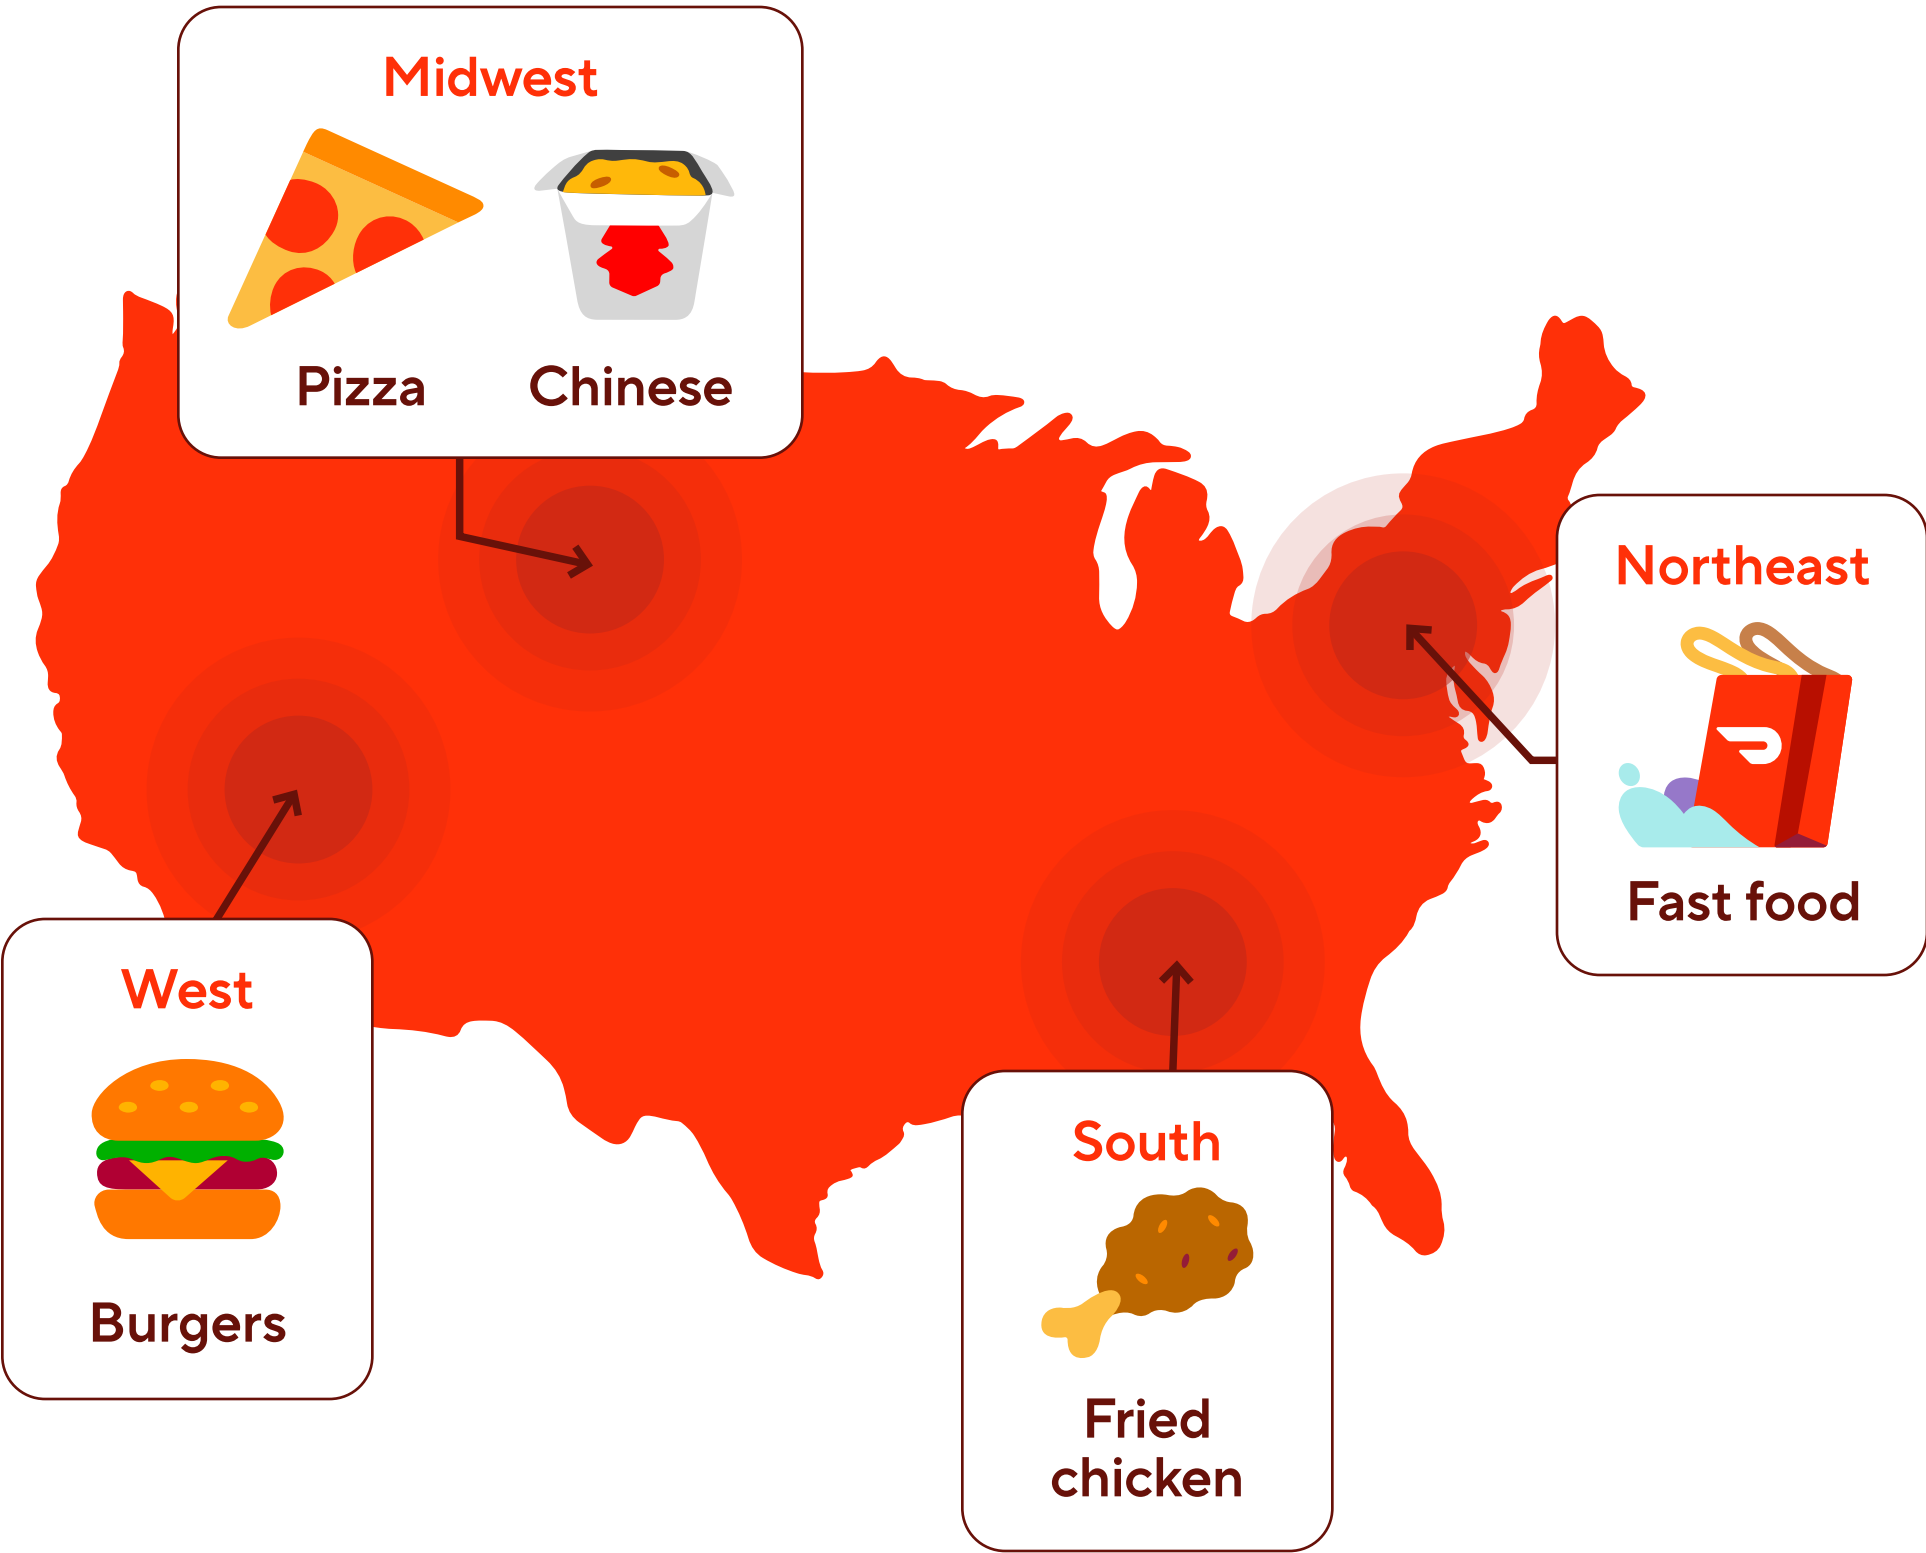 Midwest
Pizza
Chinese
Northeast
Fast food
West
Burgers
South
Fried
chicken